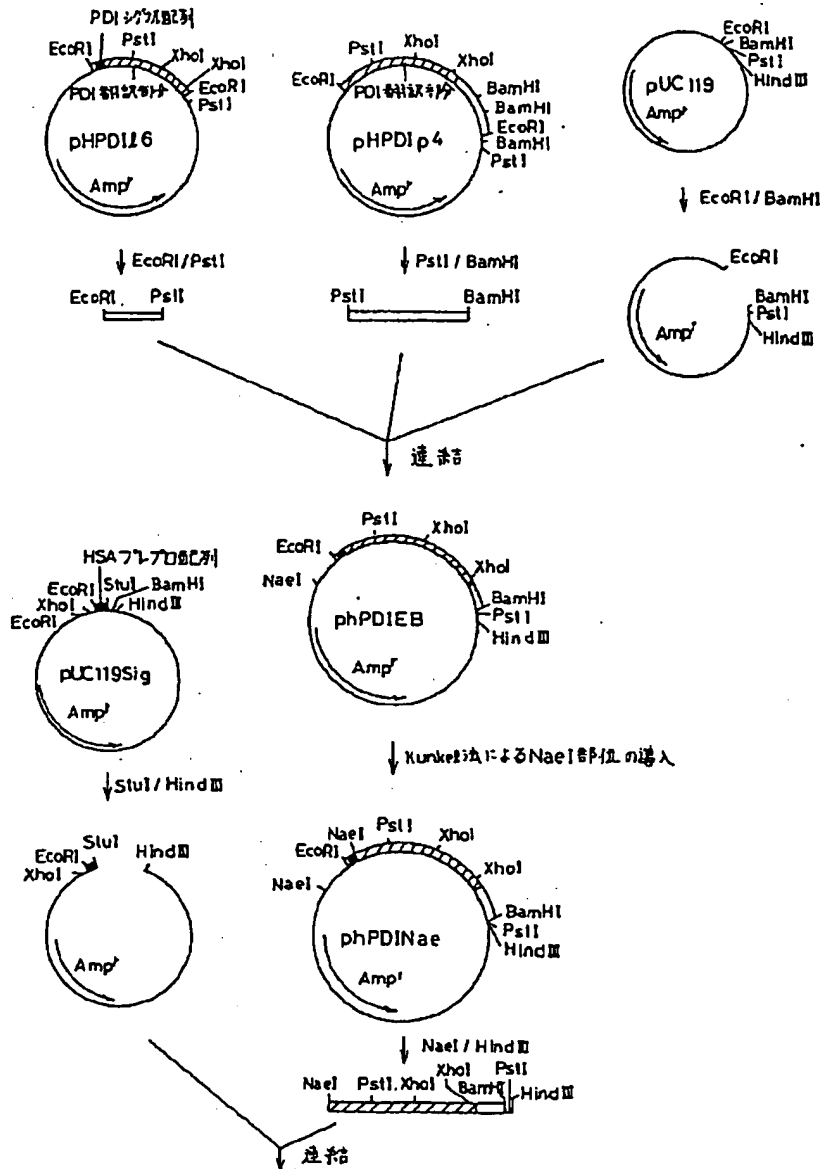 PDIシグナル配列
EcoRI
PstI
XhoI
XhoI
EcoRI
PstI
PDI翻訳部分
pHPDIℓ6
Ampʳ
EcoRI
PstI
XhoI
XhoI
BamHI
BamHI
EcoRI
BamHI
PstI
PDI翻訳部分
pHPDIp4
Ampʳ
EcoRI
BamHI
PstI
HindⅢ
pUC119
Ampʳ
EcoRI/PstI
PstI/BamHI
EcoRI/BamHI
EcoRI
PstI
PstI
BamHI
EcoRI
BamHI
PstI
HindⅢ
Ampʳ
連結
HSAプレプロ配列
EcoRI
StuI
BamHI
XhoI
HindⅢ
EcoRI
pUC119Sig
Ampʳ
PstI
XhoI
EcoRI
XhoI
NaeI
BamHI
PstI
HindⅢ
phPDIEB
Ampʳ
StuI/HindⅢ
Kunkel法によるNaeI部位の導入
StuI
EcoRI
HindⅢ
XhoI
Ampʳ
NaeI
PstI
XhoI
EcoRI
XhoI
NaeI
BamHI
PstI
HindⅢ
phPDINae
Ampʳ
NaeI/HindⅢ
NaeI
PstI
XhoI
XhoI
BamHI
PstI
HindⅢ
連結